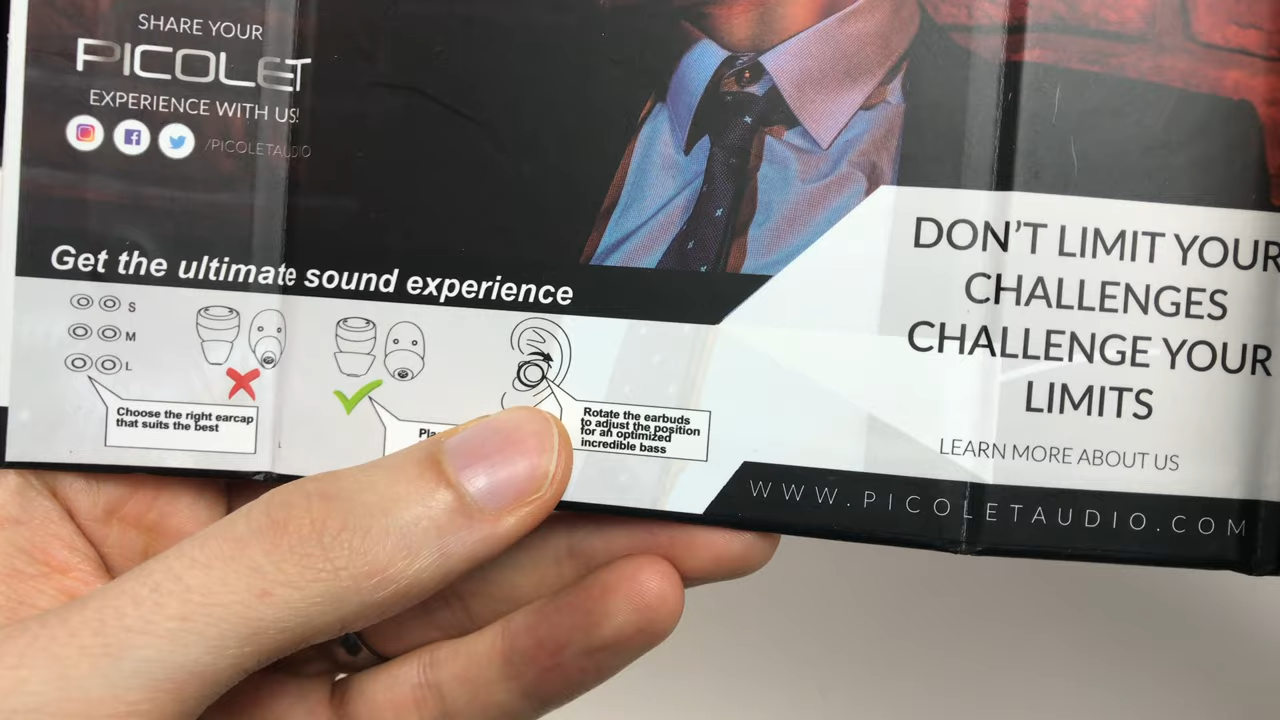 SHARE YOUR
PICOLET
EXPERIENCE WITH US!
/PICOLETAUDIO
Get the ultimate sound experience
S
M
L
Choose the right earcap
that suits the best
Rotate the earbuds
to adjust the position
for an optimized
incredible bass
DON'T LIMIT YOUR
CHALLENGES
CHALLENGE YOUR
LIMITS
LEARN MORE ABOUT US
WWW.PICOLETAUDIO.COM